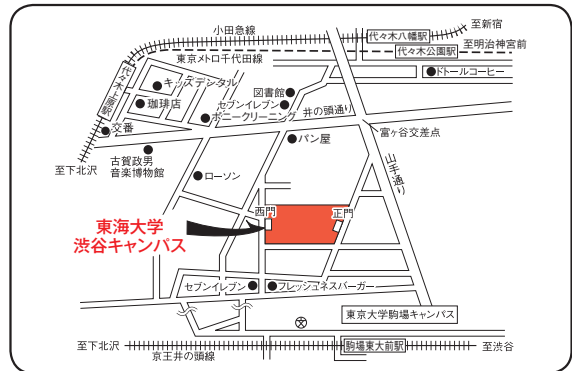 小田急線
至新宿
代々木八幡駅
至明治神宮前
代々木公園駅
東京メトロ千代田線
ドトールコーヒー
代々木上原駅
キッズデンタル
図書館
珈琲店
セブンイレブン
井の頭通り
ポニークリーニング
交番
パン屋
富ヶ谷交差点
古賀政男
音楽博物館
山手通り
至下北沢
ローソン
東海大学
渋谷キャンパス
西門
正門
セブンイレブン
フレッシュネスバーガー
東京大学駒場キャンパス
至下北沢
駒場東大前駅
至渋谷
京王井の頭線